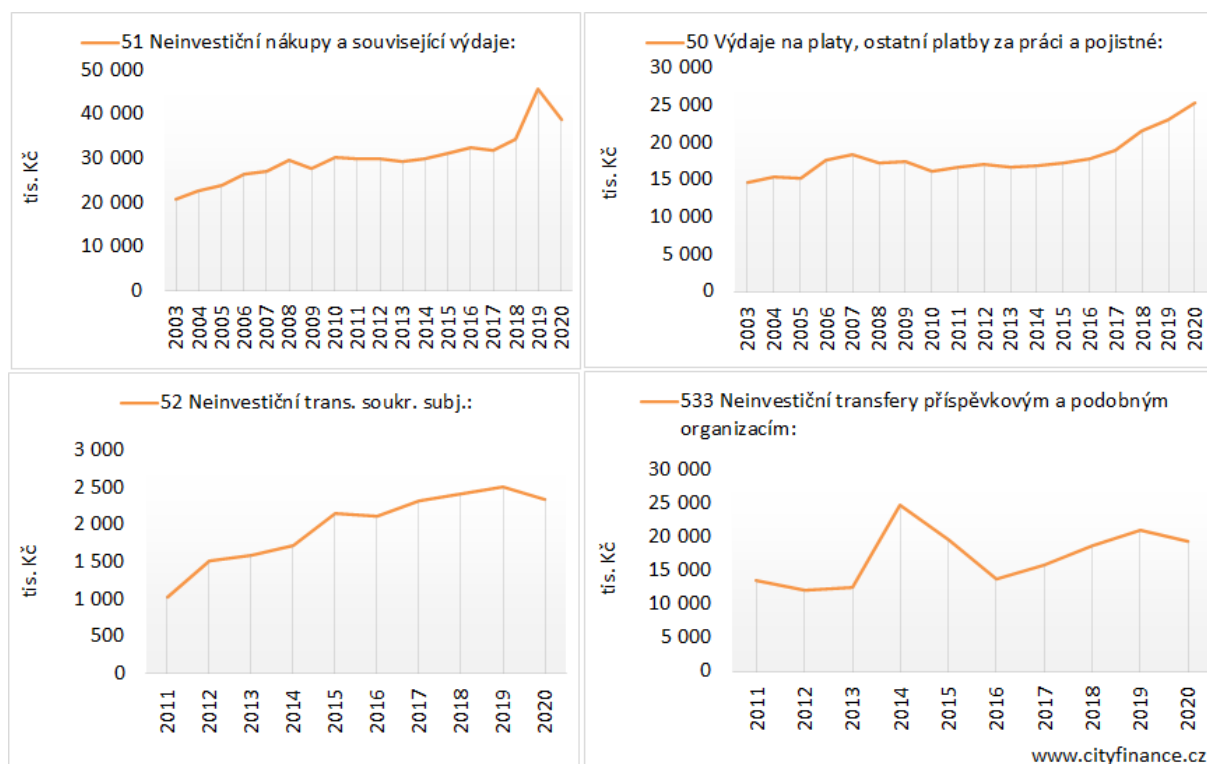 51 Neinvestiční nákupy a související výdaje:
50 000
40 000
30 000
20 000
10 000
0
tis. Kč
2003 2004 2005 2006 2007 2008 2009 2010 2011 2012 2013 2014 2015 2016 2017 2018 2019 2020
50 Výdaje na platy, ostatní platby za práci a pojistné:
30 000
25 000
20 000
15 000
10 000
5 000
0
tis. Kč
2003 2004 2005 2006 2007 2008 2009 2010 2011 2012 2013 2014 2015 2016 2017 2018 2019 2020
52 Neinvestiční trans. soukr. subj.:
3 000
2 500
2 000
1 500
1 000
500
0
tis. Kč
2011 2012 2013 2014 2015 2016 2017 2018 2019 2020
533 Neinvestiční transfery příspěvkovým a podobným
organizacím:
30 000
25 000
20 000
15 000
10 000
5 000
0
tis. Kč
2011 2012 2013 2014 2015 2016 2017 2018 2019 2020
www.cityfinance.cz